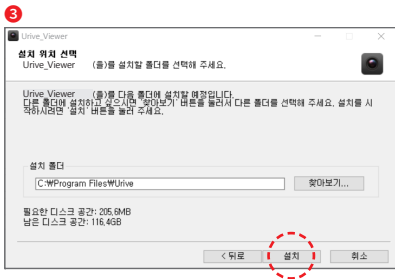 3
Urive_Viewer
설치 위치 선택
Urive_Viewer (을)를 설치할 폴더를 선택해 주세요.
Urive_Viewer (을)를 다음 폴더에 설치할 예정입니다.
다른 폴더에 설치하고 싶으시면 '찾아보기' 버튼을 눌러서 다른 폴더를 선택해 주세요. 설치를 시
작하시려면 '설치' 버튼을 눌러 주세요.
설치 폴더
C:₩Program Files₩Urive
찾아보기...
필요한 디스크 공간: 205.6MB
남은 디스크 공간: 116.4GB
< 뒤로
설치
취소